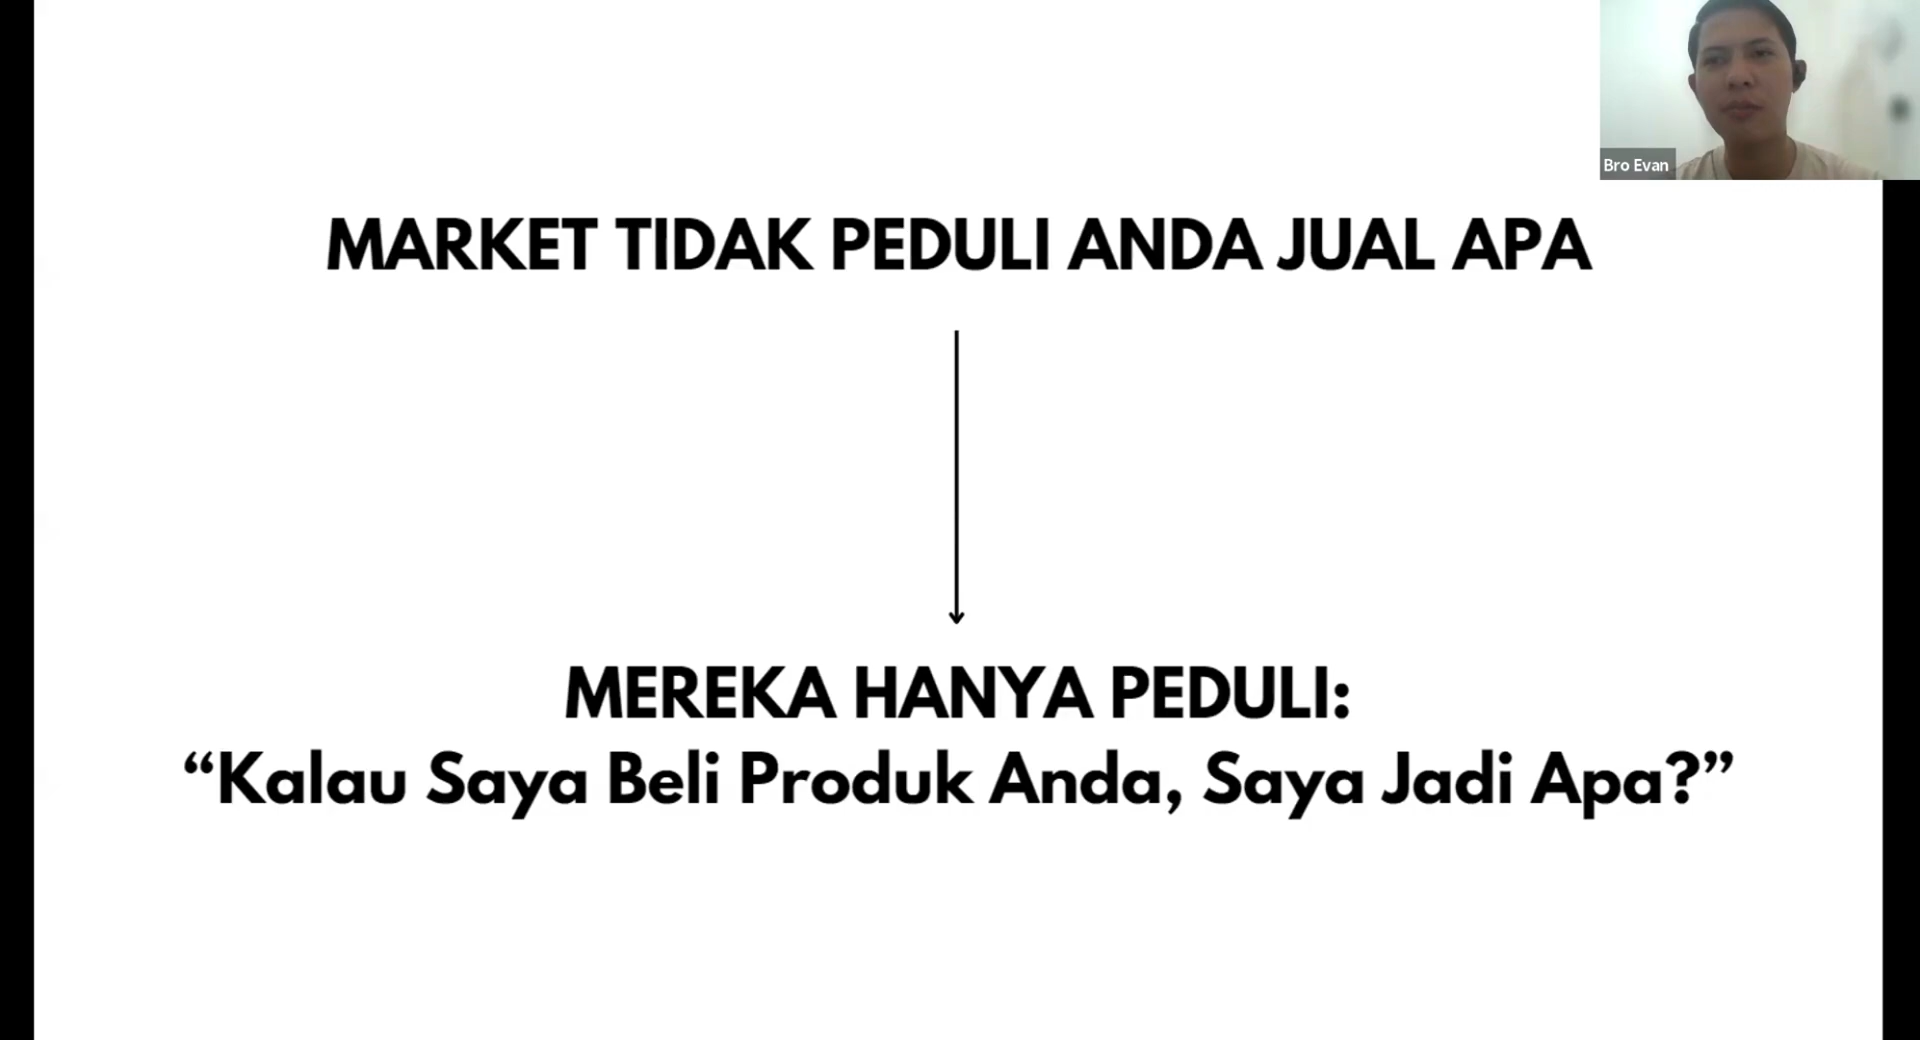 Bro Evan
MARKET TIDAK PEDULI ANDA JUAL APA
MEREKA HANYA PEDULI:
“Kalau Saya Beli Produk Anda, Saya Jadi Apa?”